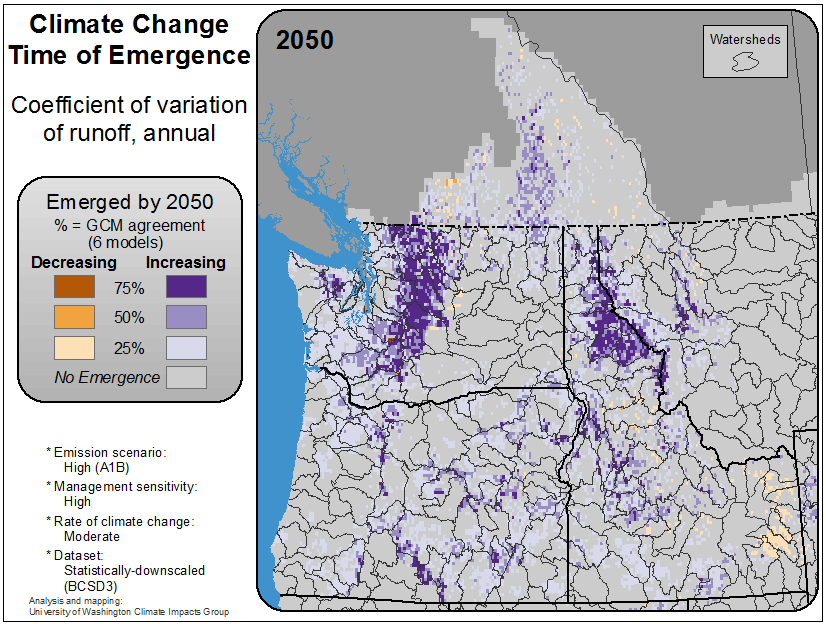 Climate Change
Time of Emergence
Coefficient of variation
of runoff, annual
Emerged by 2050
% = GCM agreement
(6 models)
Decreasing Increasing
75%
50%
25%
No Emergence
* Emission scenario:
High (A1B)
* Management sensitivity:
High
* Rate of climate change:
Moderate
* Dataset:
Statistically-downscaled
(BCSD3)
Analysis and mapping:
University of Washington Climate Impacts Group
2050
Watersheds